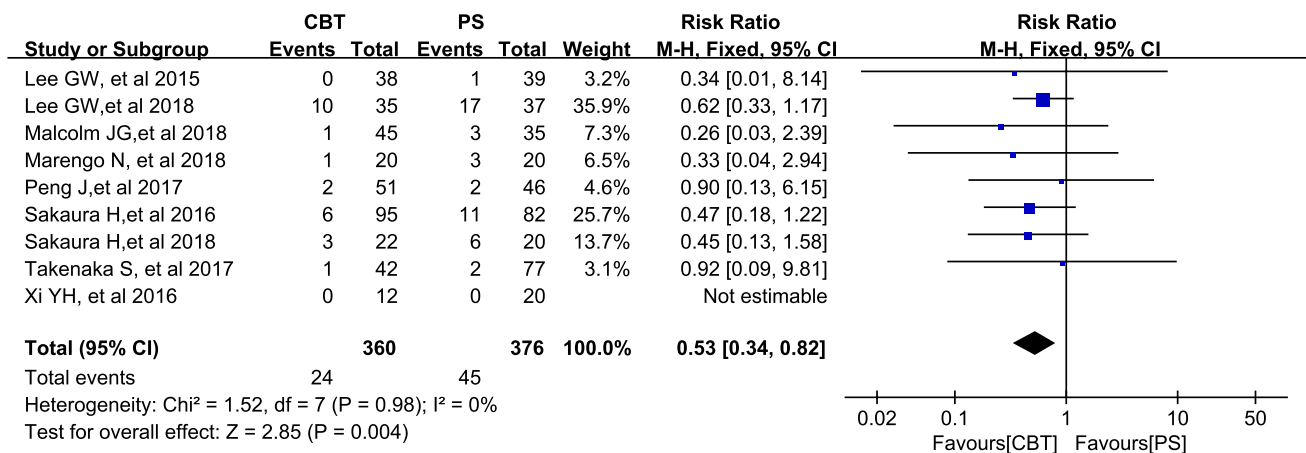 CBT PS Risk Ratio Risk Ratio
Study or Subgroup Events Total Events Total Weight M-H, Fixed, 95% CI M-H, Fixed, 95% CI
Lee GW, et al 2015 0 38 1 39 3.2% 0.34 [0.01, 8.14]
Lee GW,et al 2018 10 35 17 37 35.9% 0.62 [0.33, 1.17]
Malcolm JG,et al 2018 1 45 3 35 7.3% 0.26 [0.03, 2.39]
Marengo N, et al 2018 1 20 3 20 6.5% 0.33 [0.04, 2.94]
Peng J,et al 2017 2 51 2 46 4.6% 0.90 [0.13, 6.15]
Sakaura H,et al 2016 6 95 11 82 25.7% 0.47 [0.18, 1.22]
Sakaura H,et al 2018 3 22 6 20 13.7% 0.45 [0.13, 1.58]
Takenaka S, et al 2017 1 42 2 77 3.1% 0.92 [0.09, 9.81]
Xi YH, et al 2016 0 12 0 20 Not estimable
Total (95% CI) 360 376 100.0% 0.53 [0.34, 0.82]
Total events 24 45
Heterogeneity: Chi² = 1.52, df = 7 (P = 0.98); I² = 0%
Test for overall effect: Z = 2.85 (P = 0.004)
0.02 0.1 1 10 50
Favours[CBT] Favours[PS]